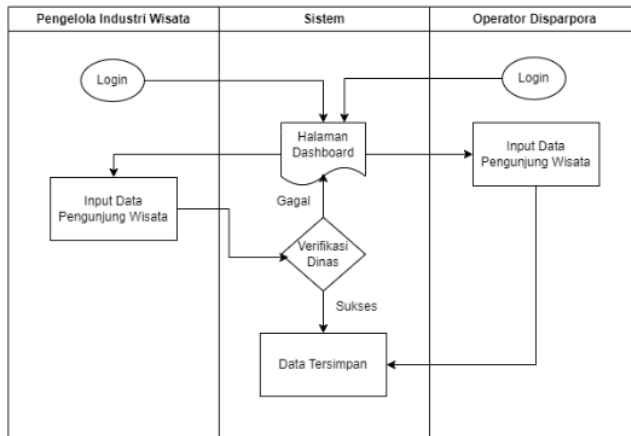 Pengelola Industri Wisata
Sistem
Operator Disparpora
Login
Login
Halaman
Dashboard
Input Data
Pengunjung Wisata
Input Data
Pengunjung Wisata
Gagal
Verifikasi
Dinas
Sukses
Data Tersimpan